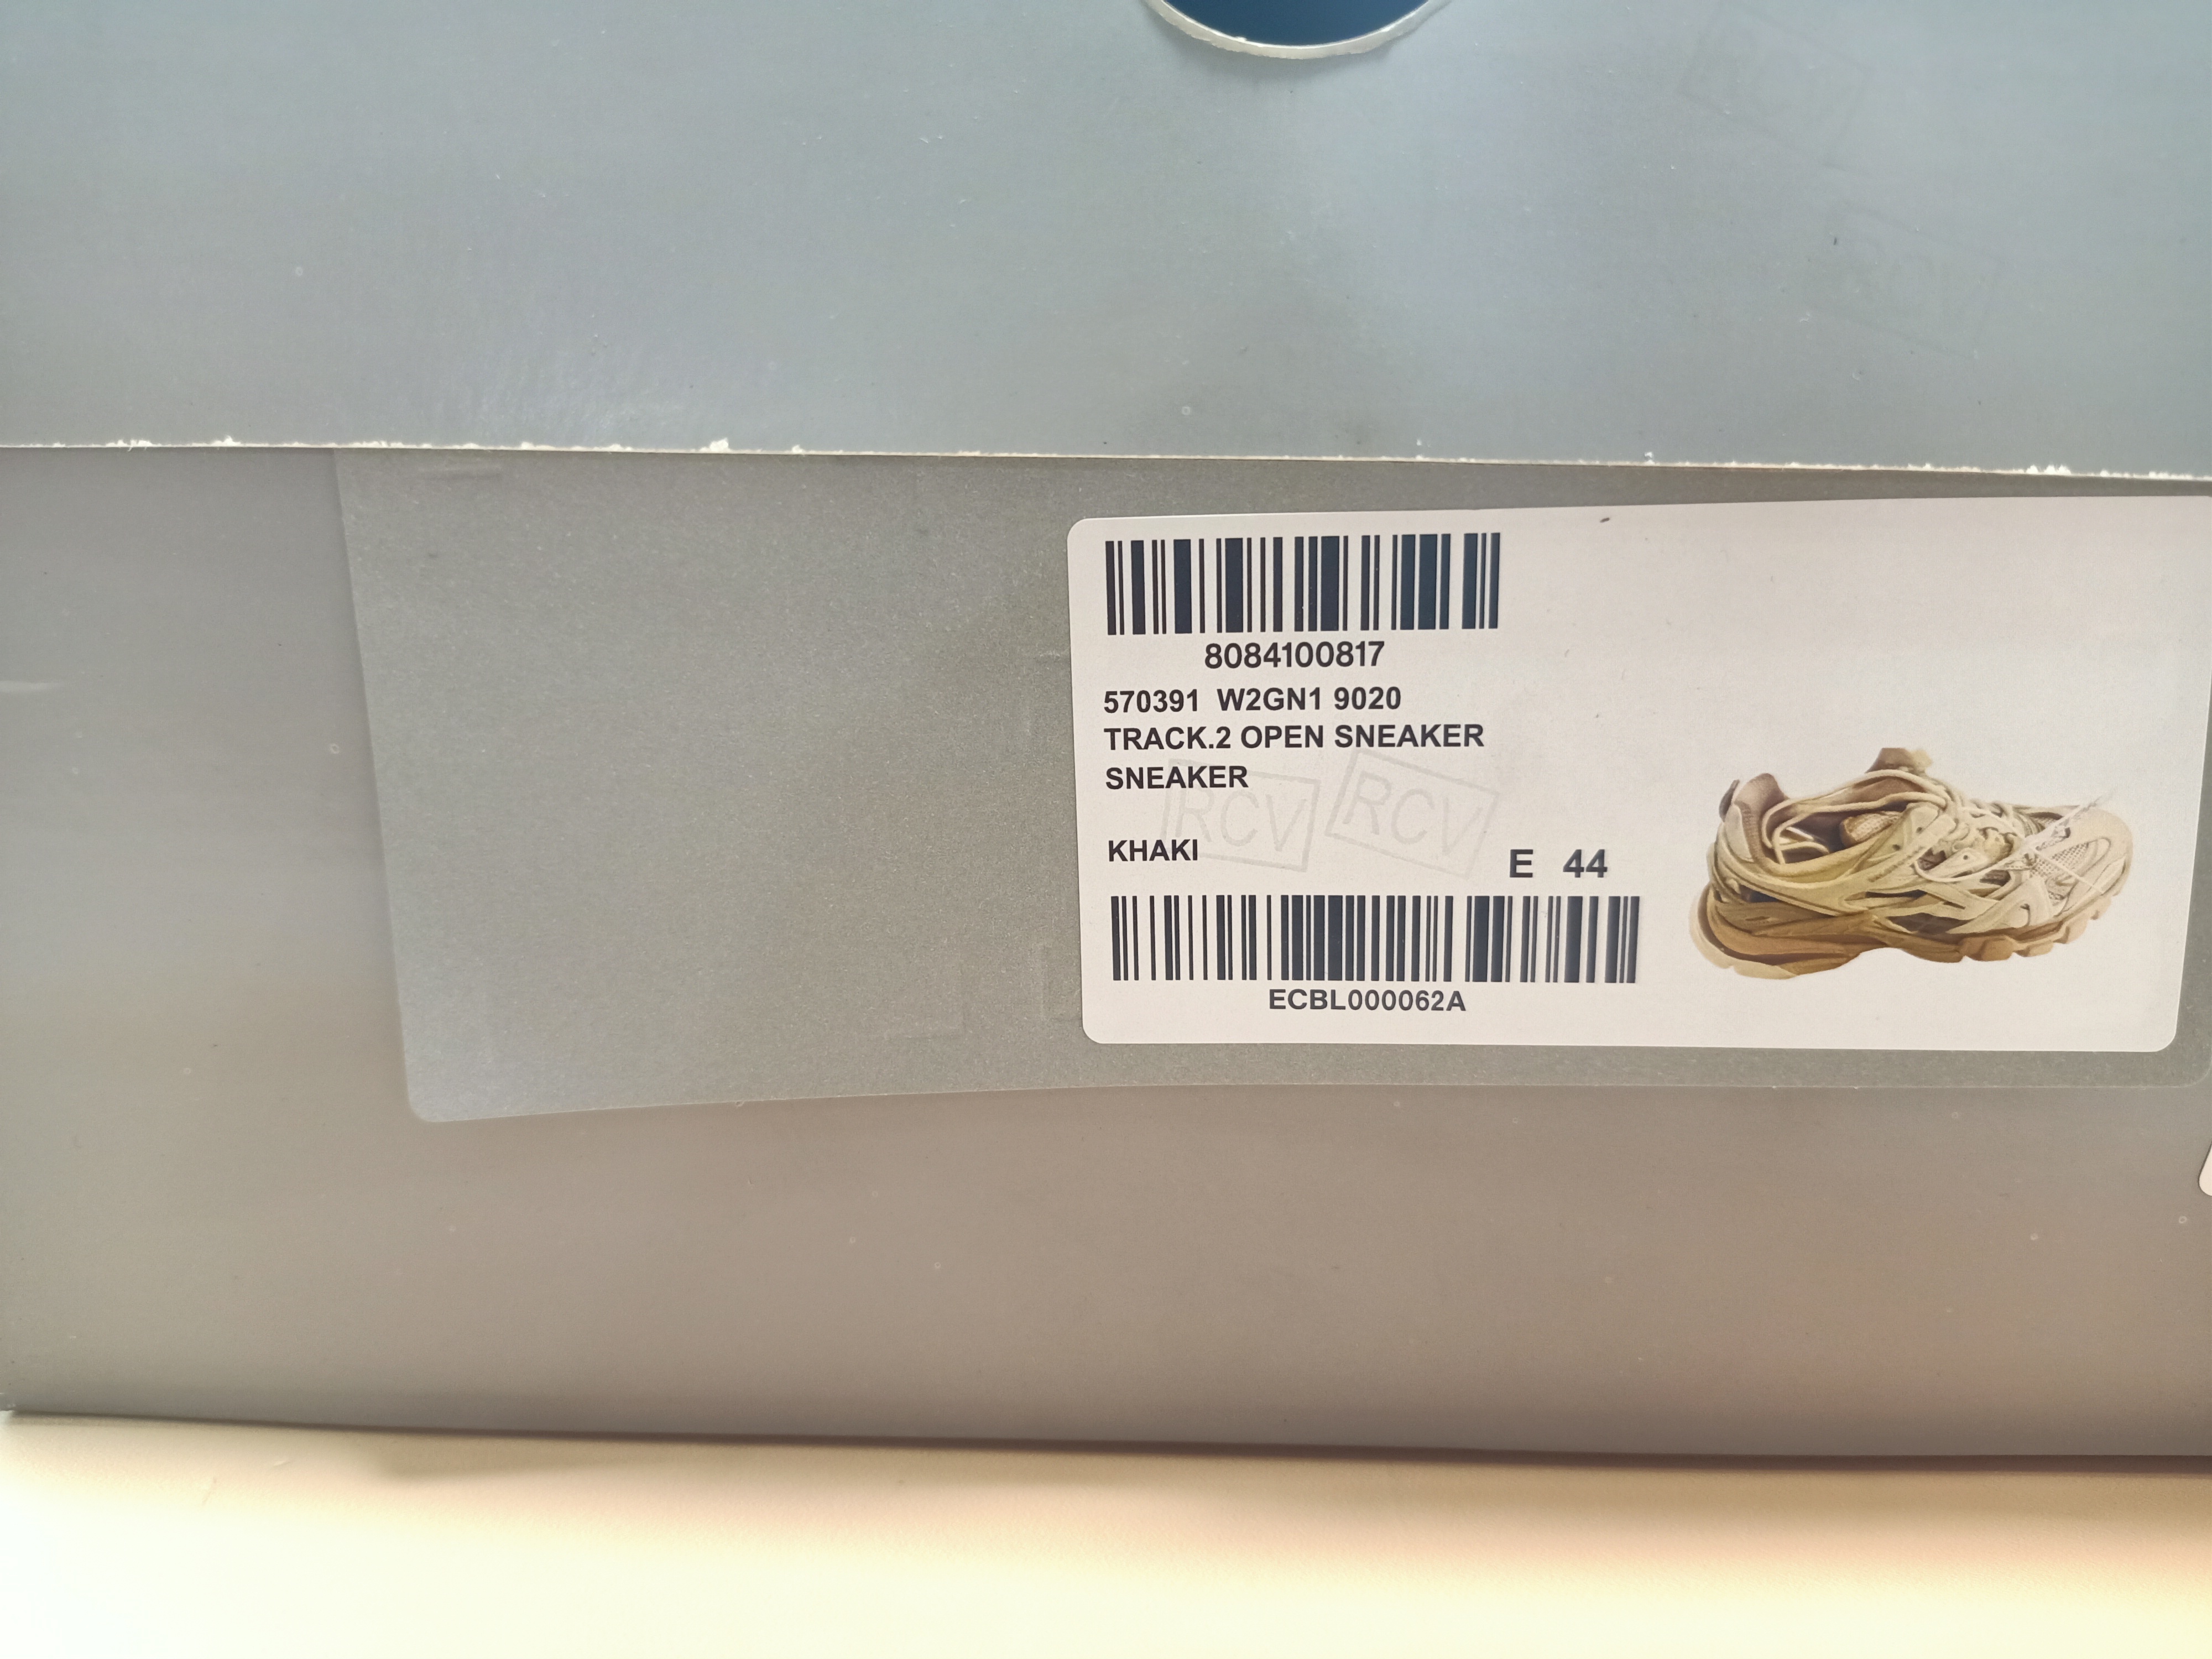 8084100817
570391 W2GN1 9020
TRACK.2 OPEN SNEAKER
SNEAKER
RCV RCV
KHAKI
E 44
ECBL000062A